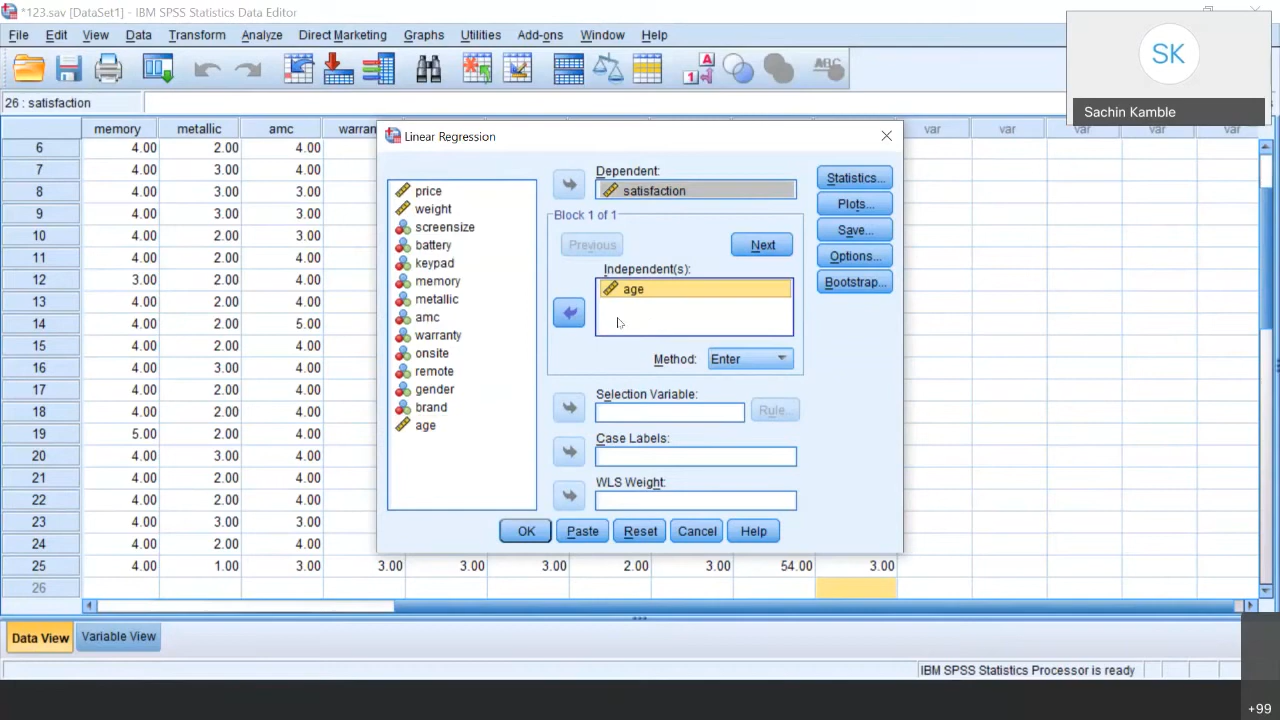 *123.sav [DataSet1] - IBM SPSS Statistics Data Editor
File Edit View Data Transform Analyze Direct Marketing Graphs Utilities Add-ons Window Help
SK
Sachin Kamble
26 : satisfaction
memory metallic amc var var var var var
Linear Regression
6 4.00 2.00 4.00
7 4.00 3.00 4.00
8 4.00 3.00 4.00
9 4.00 3.00 4.00
10 4.00 2.00 3.00
11 4.00 2.00 4.00
12 3.00 2.00 4.00
13 4.00 2.00 4.00
14 4.00 2.00 5.00
15 4.00 2.00 4.00
16 4.00 3.00 4.00
17 4.00 2.00 4.00
18 4.00 2.00 4.00
19 5.00 2.00 4.00
20 4.00 3.00 4.00
21 4.00 2.00 4.00
22 4.00 2.00 4.00
23 4.00 3.00 3.00
24 4.00 2.00 4.00
25 4.00 1.00 3.00 3.00 3.00 3.00 2.00 3.00 54.00 3.00
26
price
weight
screensize
battery
keypad
memory
metallic
amc
warranty
onsite
remote
gender
brand
age
Dependent:
satisfaction
Block 1 of 1
Previous Next
Independent(s):
age
Method: Enter
Selection Variable:
Rule...
Case Labels:
WLS Weight:
Statistics...
Plots...
Save...
Options...
Bootstrap...
OK Paste Reset Cancel Help
Data View Variable View
IBM SPSS Statistics Processor is ready
+99